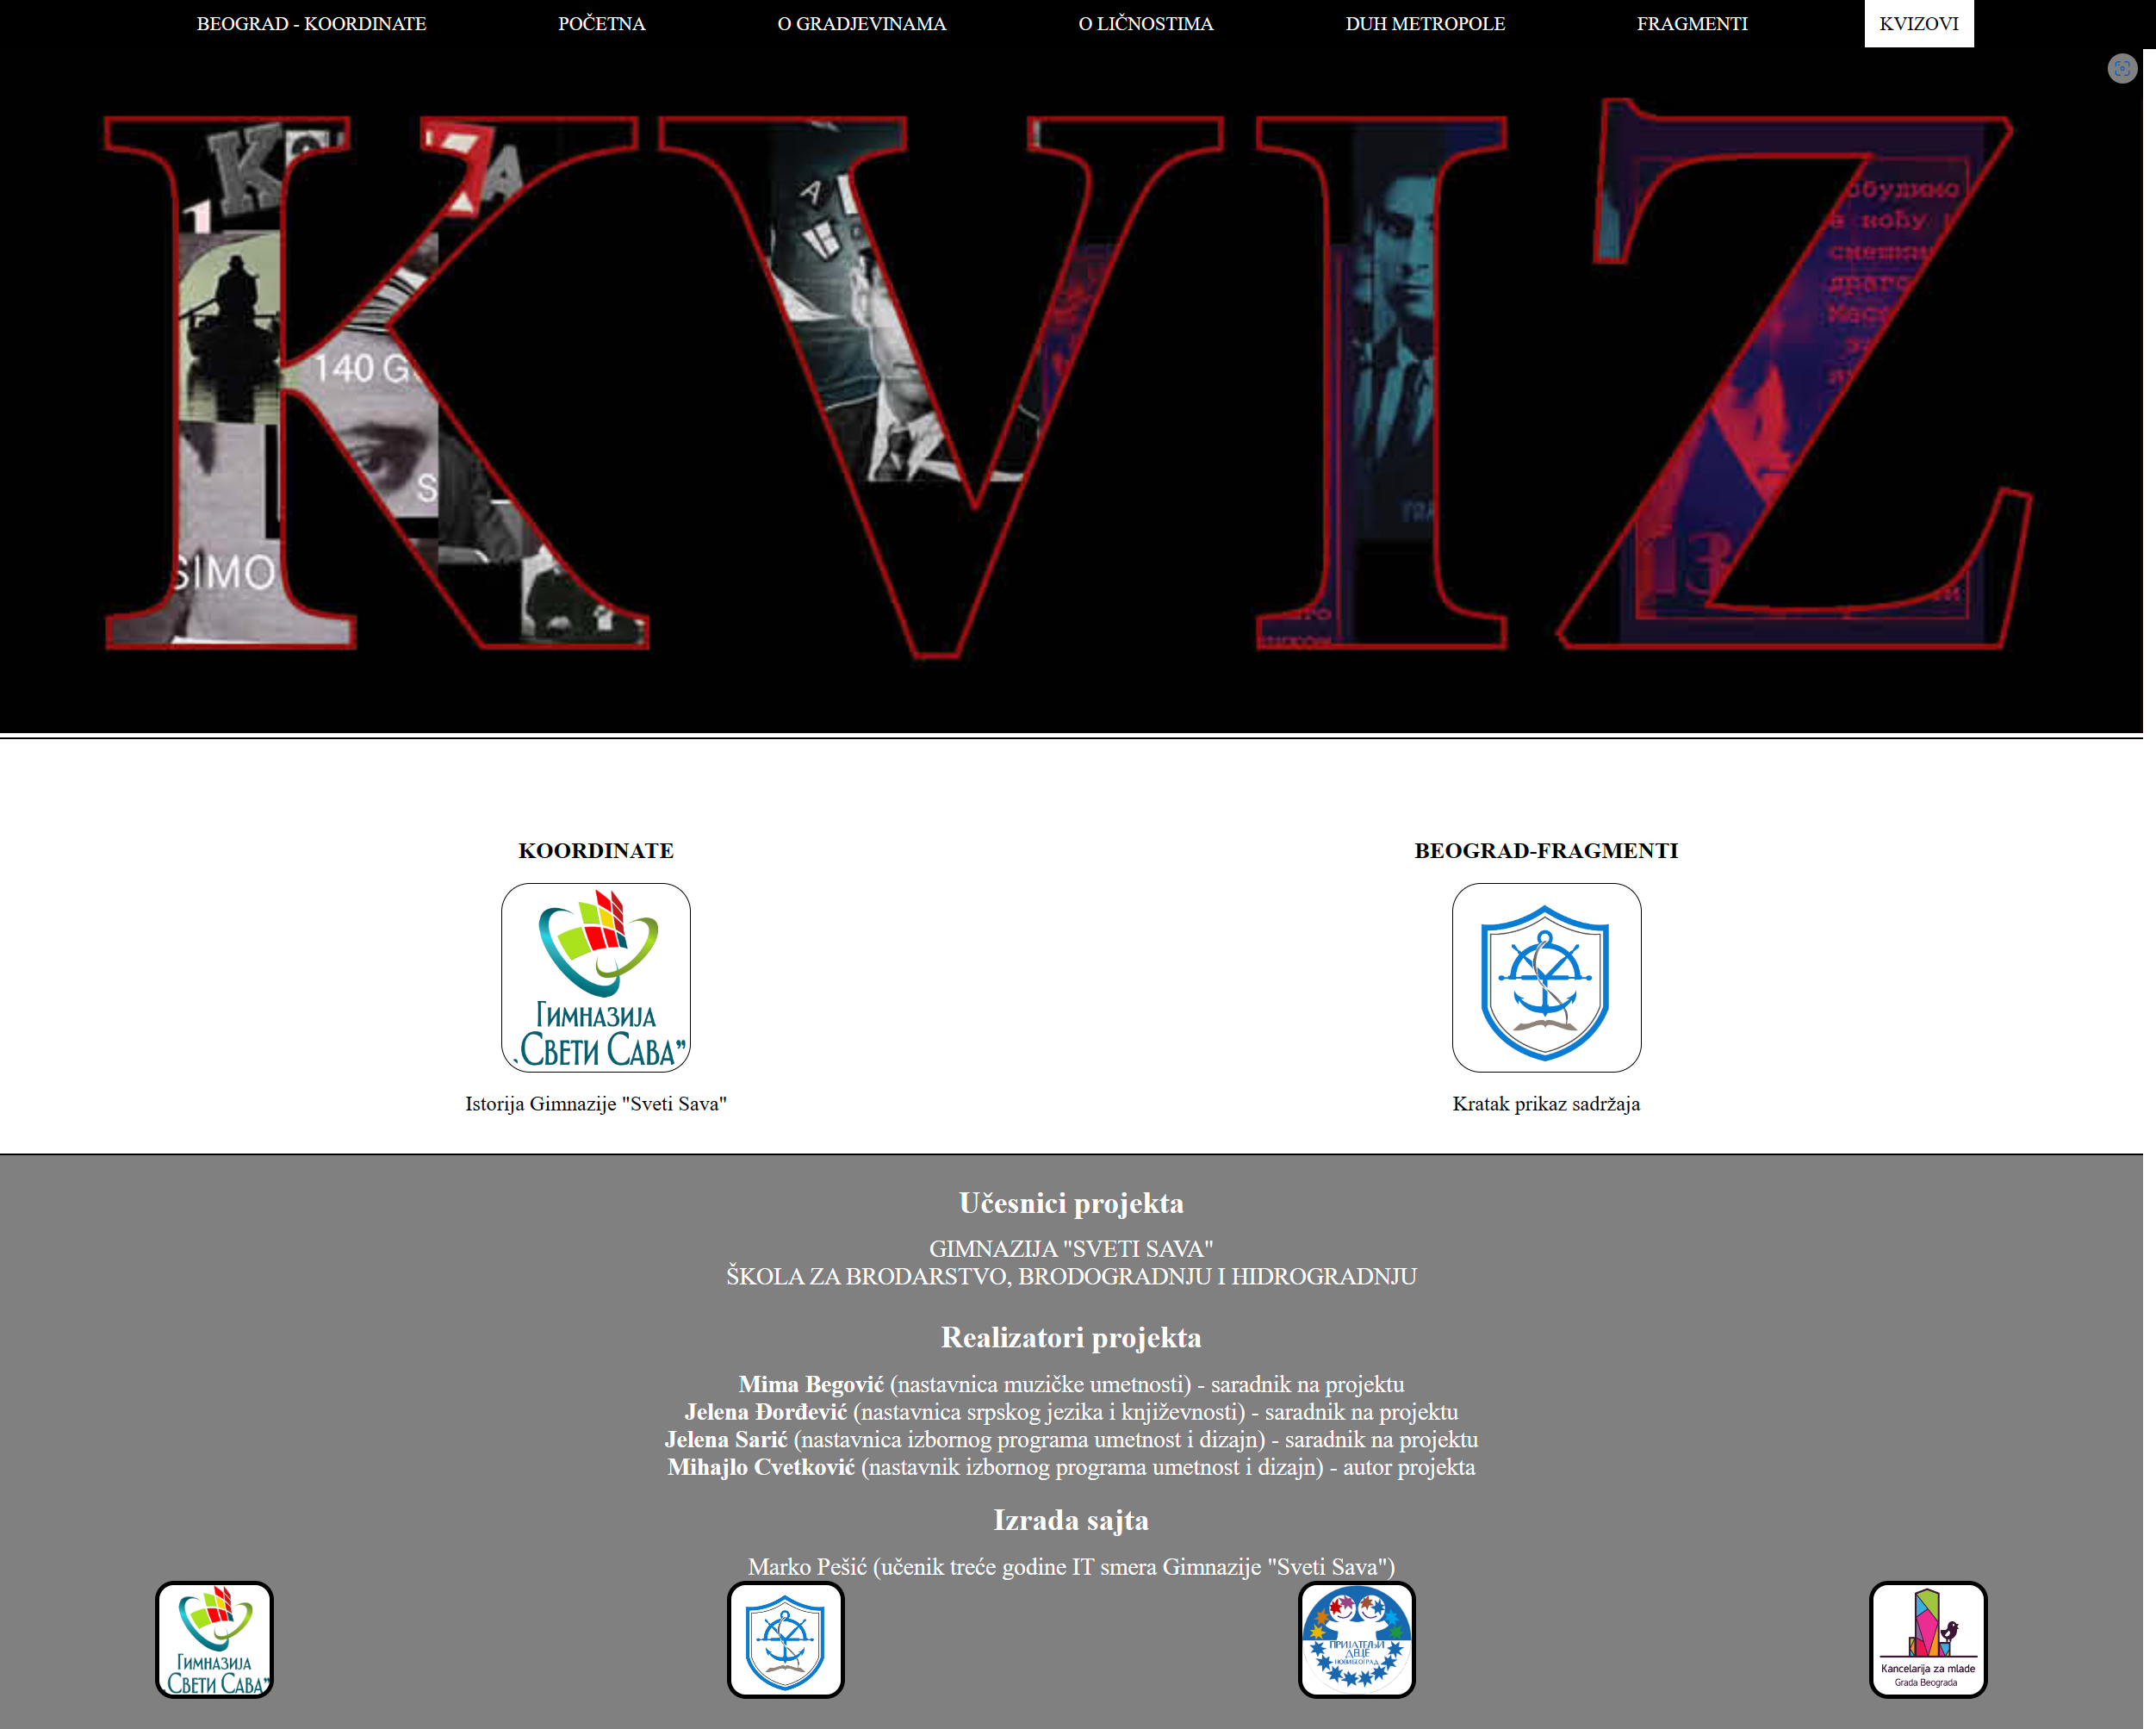 BEOGRAD - KOORDINATE POČETNA O GRADJEVINAMA O LIČNOSTIMA DUH METROPOLE FRAGMENTI KVIZOVI
KVIZ
140 G
SIMO
13
KOORDINATE
BEOGRAD-FRAGMENTI
Гимназија
„Свети Сава”
Istorija Gimnazije "Sveti Sava"
Kratak prikaz sadržaja
Učesnici projekta
GIMNAZIJA "SVETI SAVA"
ŠKOLA ZA BRODARSTVO, BRODOGRADNJU I HIDROGRADNJU
Realizatori projekta
Mima Begović (nastavnica muzičke umetnosti) - saradnik na projektu
Jelena Đorđević (nastavnica srpskog jezika i književnosti) - saradnik na projektu
Jelena Sarić (nastavnica izbornog programa umetnost i dizajn) - saradnik na projektu
Mihajlo Cvetković (nastavnik izbornog programa umetnost i dizajn) - autor projekta
Izrada sajta
Marko Pešić (učenik treće godine IT smera Gimnazije "Sveti Sava")
Гимназија
Свети Сава”
ПРИЈАТЕЉИ
ДЕЦЕ
НОВИ БЕОГРАД
Kancelarija za mlade
Grada Beograda